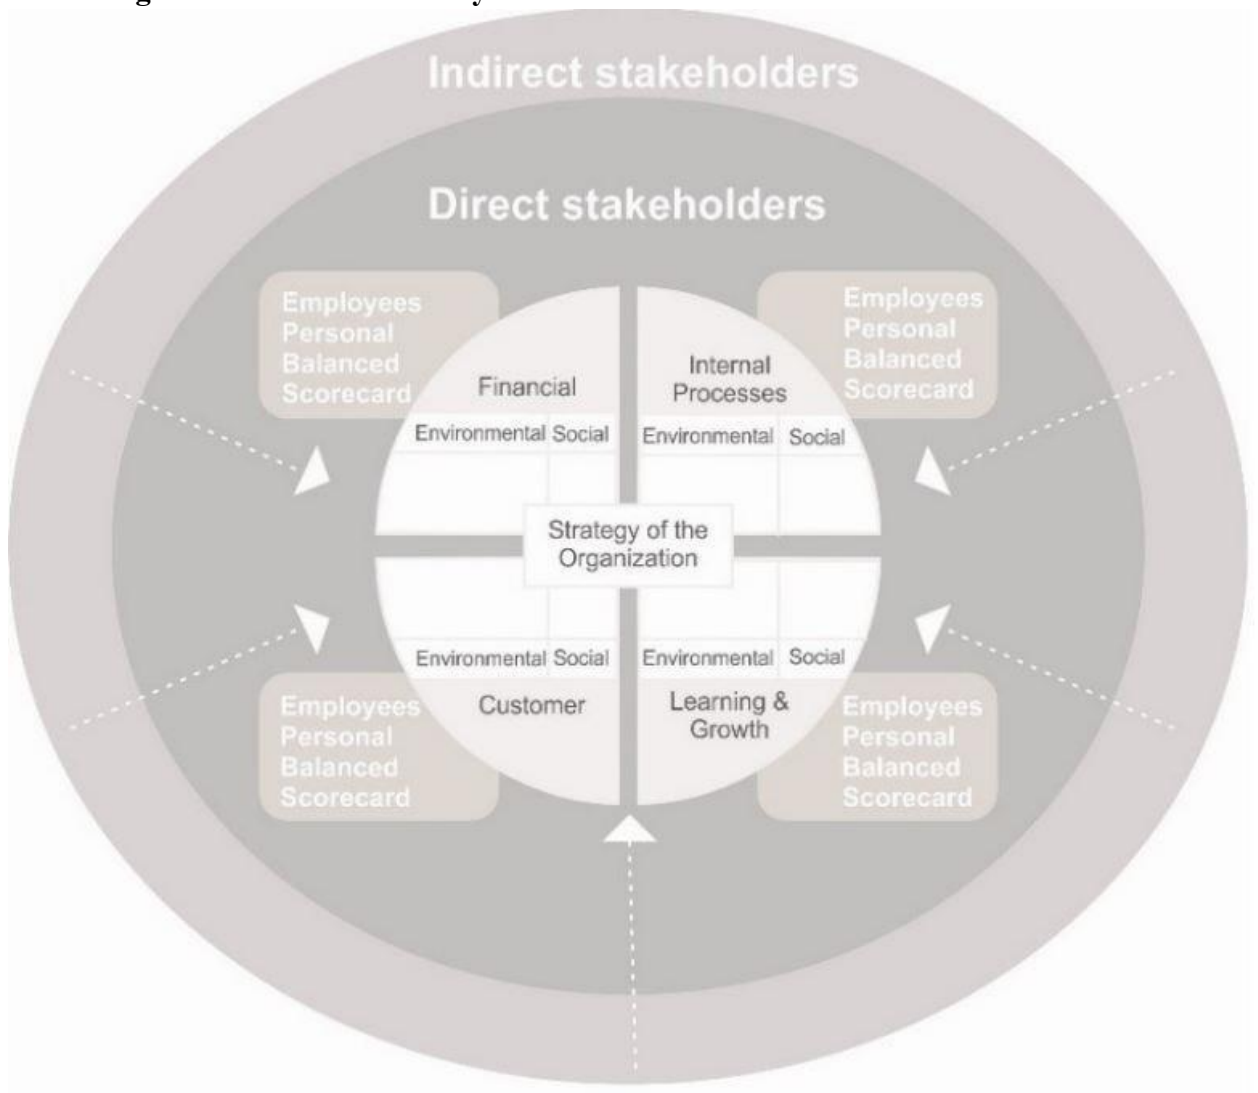 Indirect stakeholders
Direct stakeholders
Employees
Personal
Balanced
Scorecard
Employees
Personal
Balanced
Scorecard
Financial
Internal
Processes
Environmental Social
Environmental Social
Strategy of the
Organization
Environmental Social
Environmental Social
Customer
Learning &
Growth
Employees
Personal
Balanced
Scorecard
Employees
Personal
Balanced
Scorecard